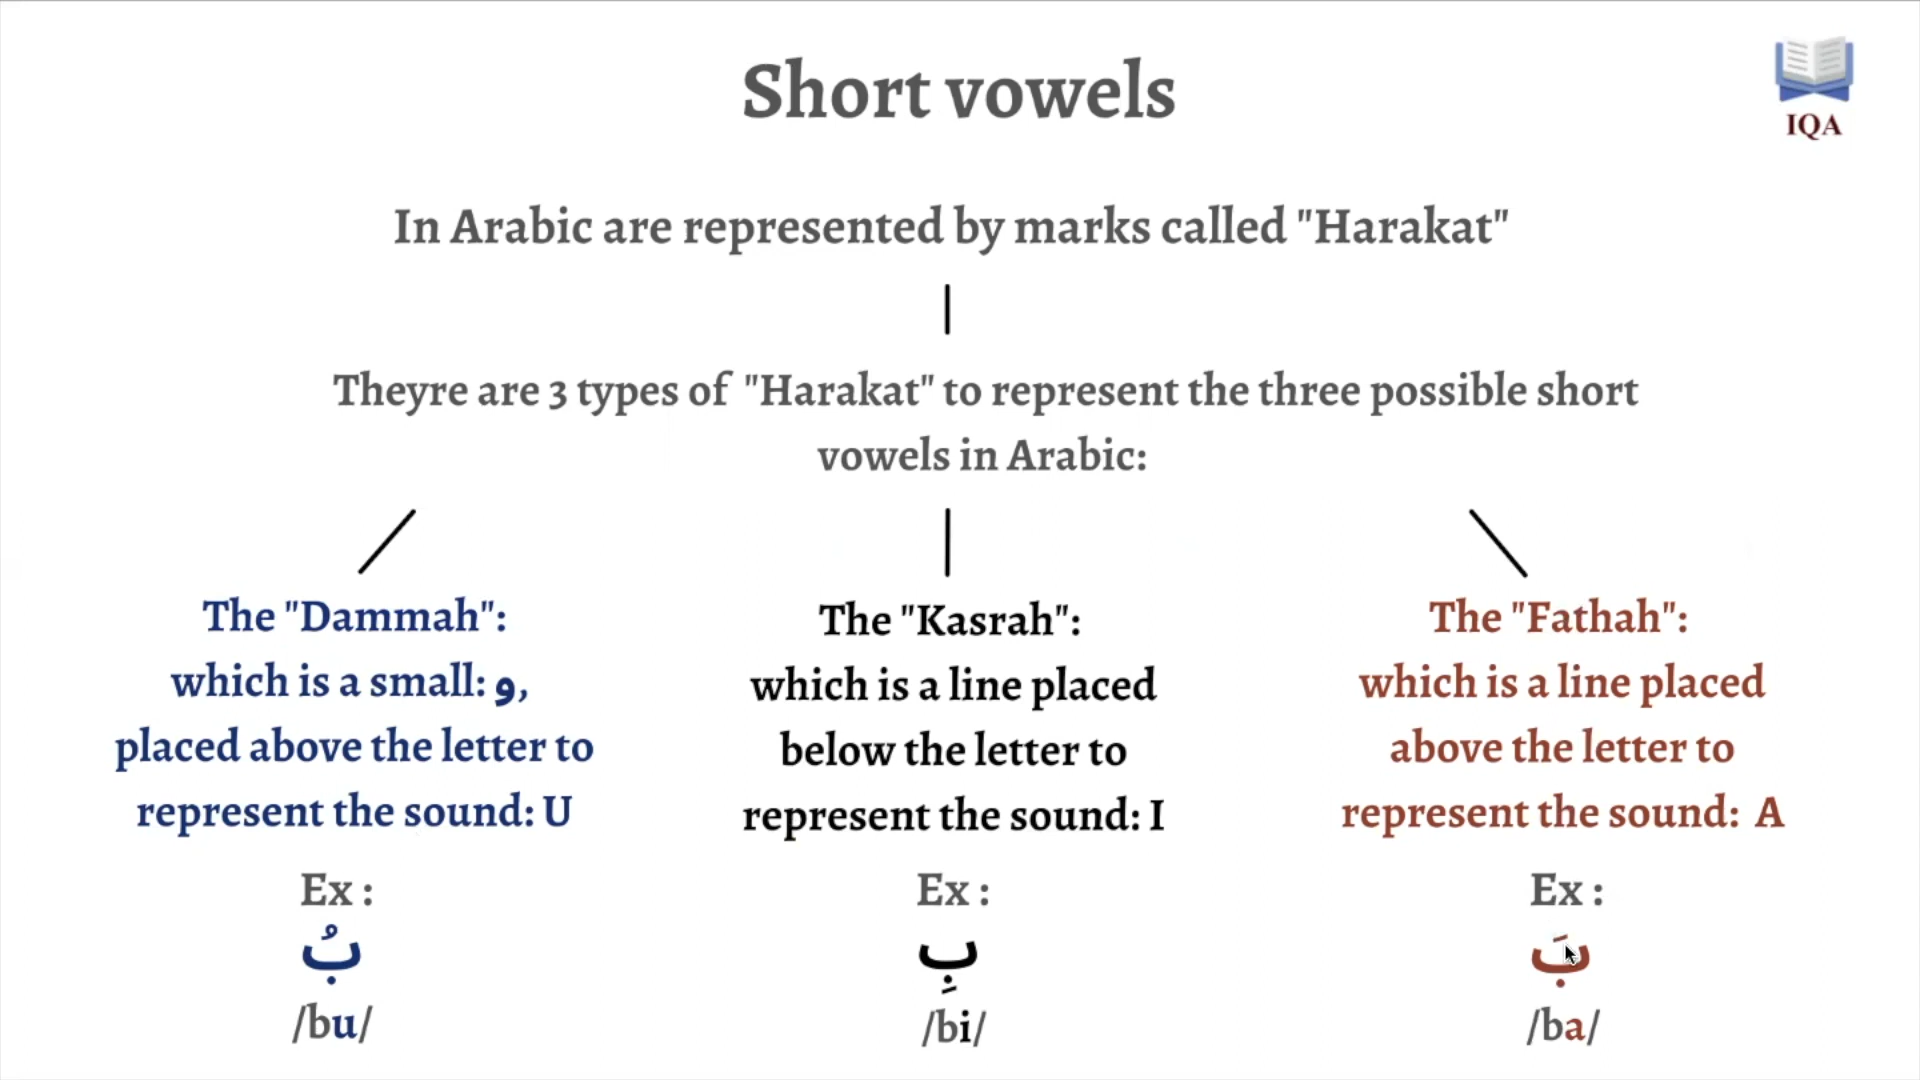 Short vowels
IQA
In Arabic are represented by marks called "Harakat"
Theyre are 3 types of "Harakat" to represent the three possible short
vowels in Arabic:
The "Dammah":
which is a small: و,
placed above the letter to
represent the sound: U
Ex :
بُ
/bu/
The "Kasrah":
which is a line placed
below the letter to
represent the sound: I
Ex :
بِ
/bi/
The "Fathah":
which is a line placed
above the letter to
represent the sound: A
Ex :
بَ
/ba/